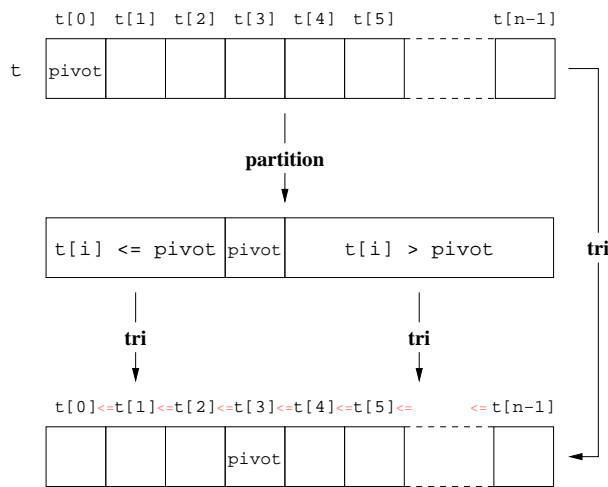 t[0] t[1] t[2] t[3] t[4] t[5] t[n-1]
t pivot
partition
t[i] <= pivot pivot t[i] > pivot
tri
tri tri
t[0]<=t[1]<=t[2]<=t[3]<=t[4]<=t[5]<= <= t[n-1]
pivot